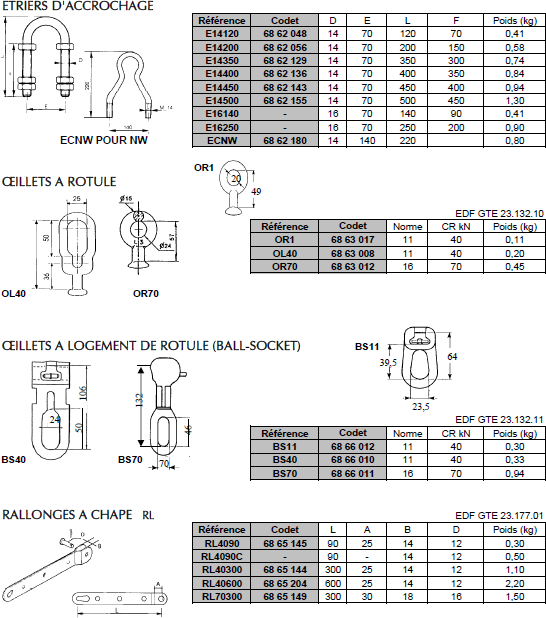 ETRIERS D'ACCROCHAGE
Référence Codet D E L F Poids (kg)
E14120 68 62 048 14 70 120 70 0,41
E14200 68 62 056 14 70 200 150 0,58
E14350 68 62 129 14 70 350 300 0,74
E14400 68 62 136 14 70 400 350 0,84
E14450 68 62 143 14 70 450 400 0,94
E14500 68 62 155 14 70 500 450 1,30
E16140 - 16 70 140 90 0,41
E16250 - 16 70 250 200 0,90
ECNW 68 62 180 14 140 220 0,80
D
E
220
M 14
140
ECNW POUR NW
ŒILLETS A ROTULE
OR1
20
49
25
50
36
OL40
Ø15
57
Ø24
OR70
EDF GTE 23.132.10
Référence Codet Nome CR kN Poids (kg)
OR1 68 63 017 11 40 0,11
OL40 68 63 008 11 40 0,20
OR70 68 63 012 16 70 0,45
ŒILLETS A LOGEMENT DE ROTULE (BALL-SOCKET)
BS11
39,5
64
23,5
106
24
50
BS40
132
46
70
BS70
EDF GTE 23.132.11
Référence Codet Norme CR kN Poids (kg)
BS11 68 66 012 11 40 0,30
BS40 68 66 010 11 40 0,33
BS70 68 66 011 16 70 0,94
RALLONGES A CHAPE RL
EDF GTE 23.177.01
Référence Codet L A B D Poids (kg)
RL4090 68 65 145 90 25 14 12 0,30
RL4090C - 90 - 14 12 0,50
RL40300 68 65 144 300 25 14 12 1,10
RL40600 68 65 204 600 25 14 12 2,20
RL70300 68 65 149 300 30 18 16 1,50
D
B
A
L